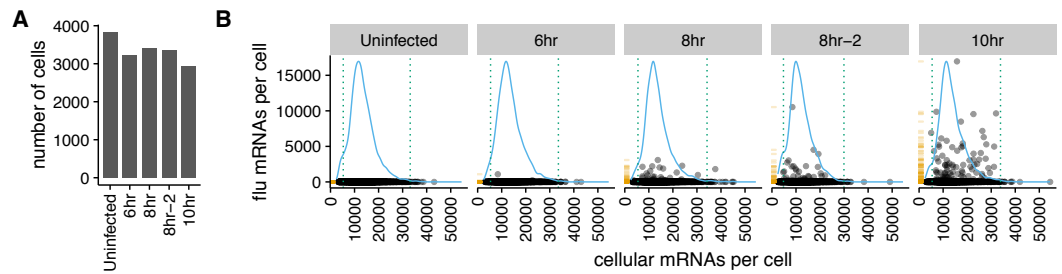 A
number of cells
4000
3000
2000
1000
0
Uninfected
6hr
8hr
8hr-2
10hr
B
flu mRNAs per cell
Uninfected
6hr
8hr
8hr-2
10hr
15000
10000
5000
0
0 10000 20000 30000 40000 50000
0 10000 20000 30000 40000 50000
0 10000 20000 30000 40000 50000
0 10000 20000 30000 40000 50000
0 10000 20000 30000 40000 50000
cellular mRNAs per cell